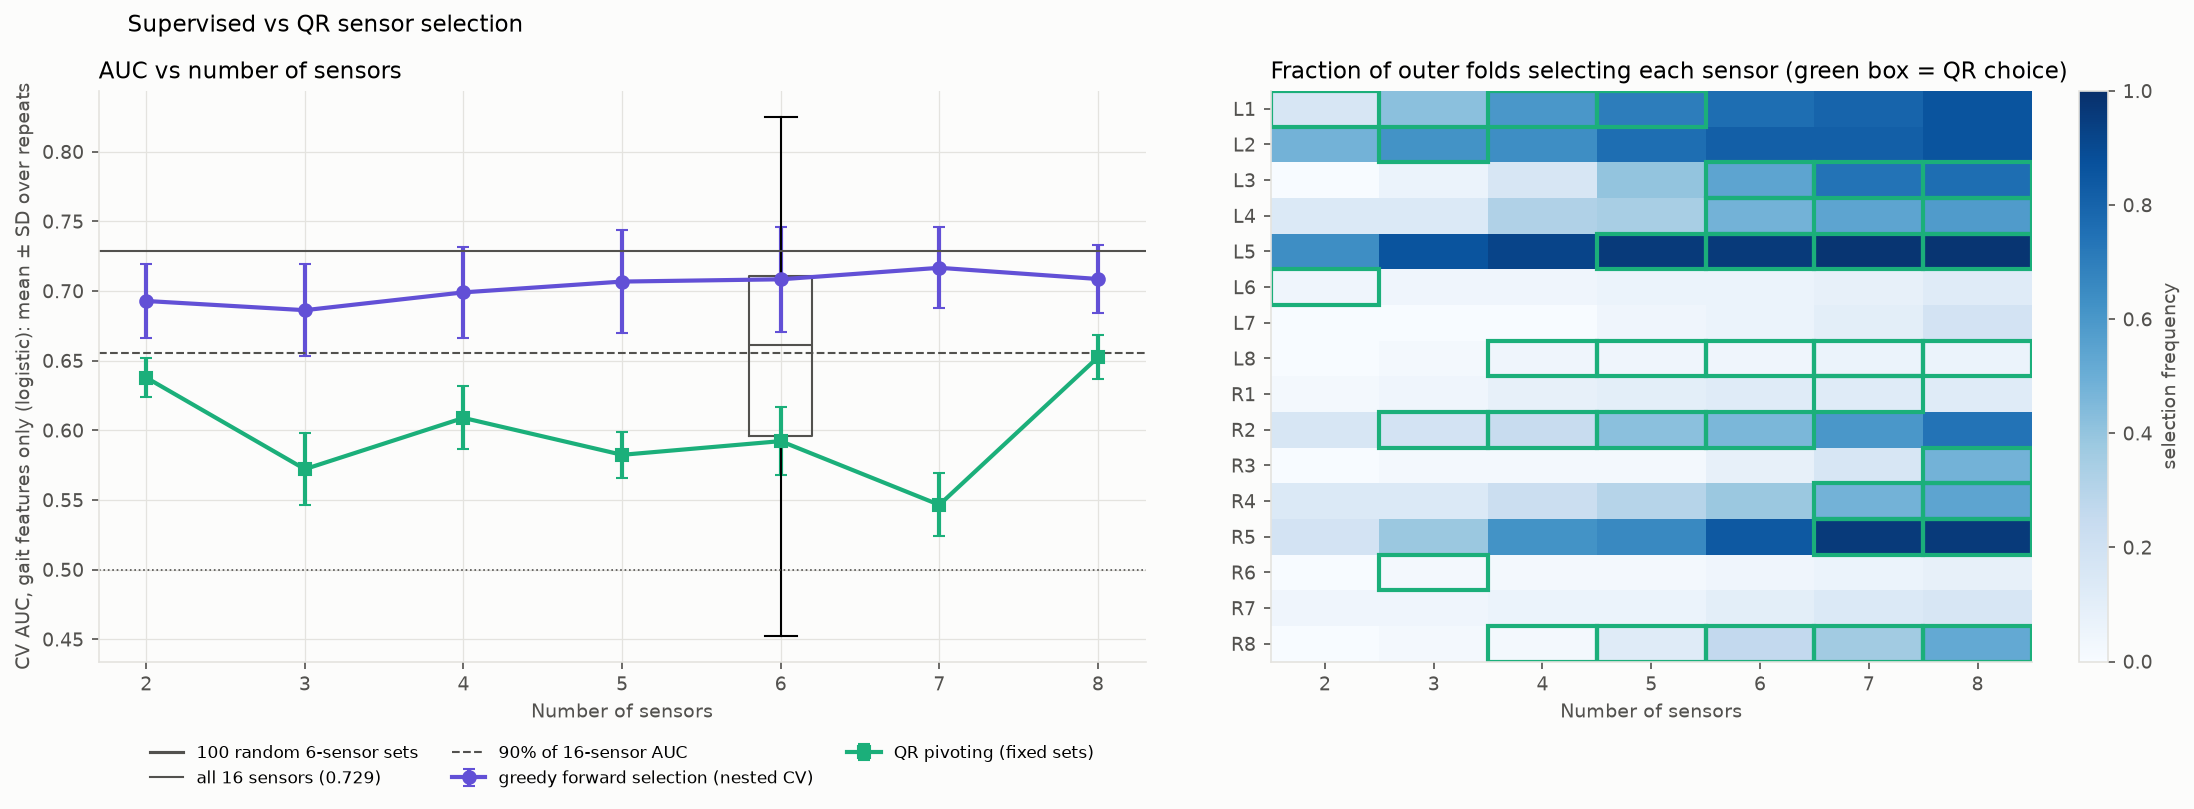 Supervised vs QR sensor selection
AUC vs number of sensors
CV AUC, gait features only (logistic): mean ± SD over repeats
0.80
0.75
0.70
0.65
0.60
0.55
0.50
0.45
2 3 4 5 6 7 8
Number of sensors
100 random 6-sensor sets
all 16 sensors (0.729)
90% of 16-sensor AUC
greedy forward selection (nested CV)
QR pivoting (fixed sets)
Fraction of outer folds selecting each sensor (green box = QR choice)
L1
L2
L3
L4
L5
L6
L7
L8
R1
R2
R3
R4
R5
R6
R7
R8
2 3 4 5 6 7 8
Number of sensors
1.0
0.8
0.6
0.4
0.2
0.0
selection frequency